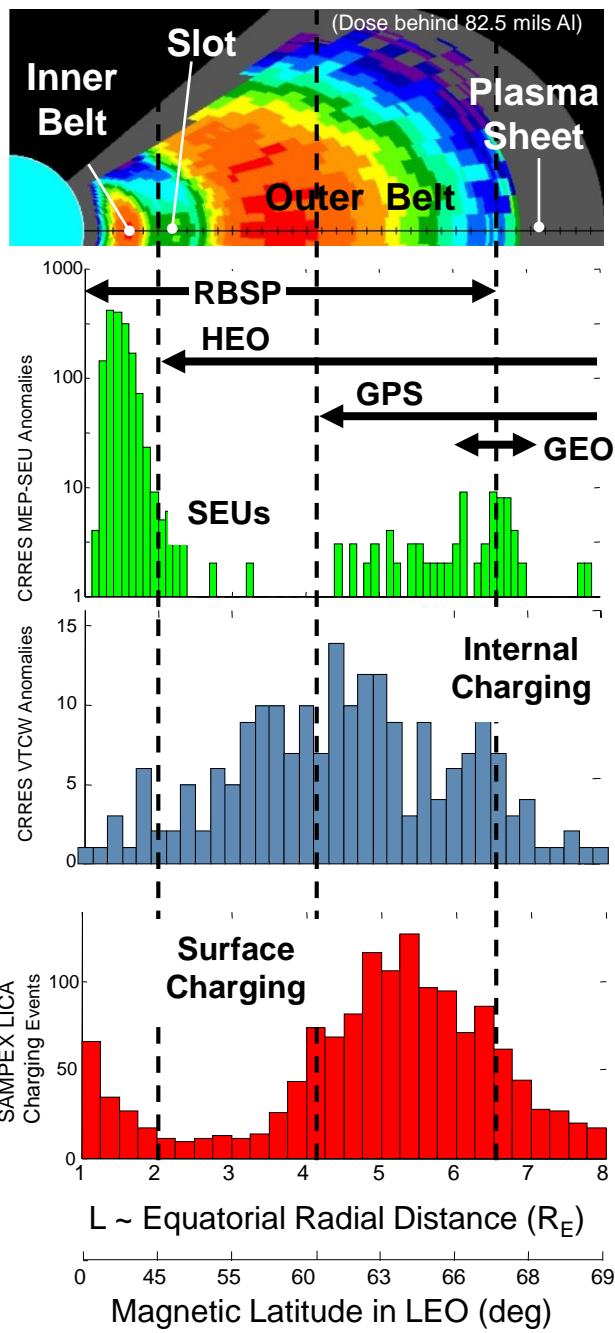 (Dose behind 82.5 mils Al)
Slot
Inner
Belt
Plasma
Sheet
Outer Belt
1000
RBSP
HEO
100
GPS
GEO
10
SEUs
1
CRRES MEP-SEU Anomalies
15
Internal
Charging
10
5
0
CRRES VTCW Anomalies
Surface
Charging
100
50
0
SAMPEX LICA
Charging Events
1 2 3 4 5 6 7 8
L ~ Equatorial Radial Distance (R_E)
0 45 55 60 63 66 68 69
Magnetic Latitude in LEO (deg)